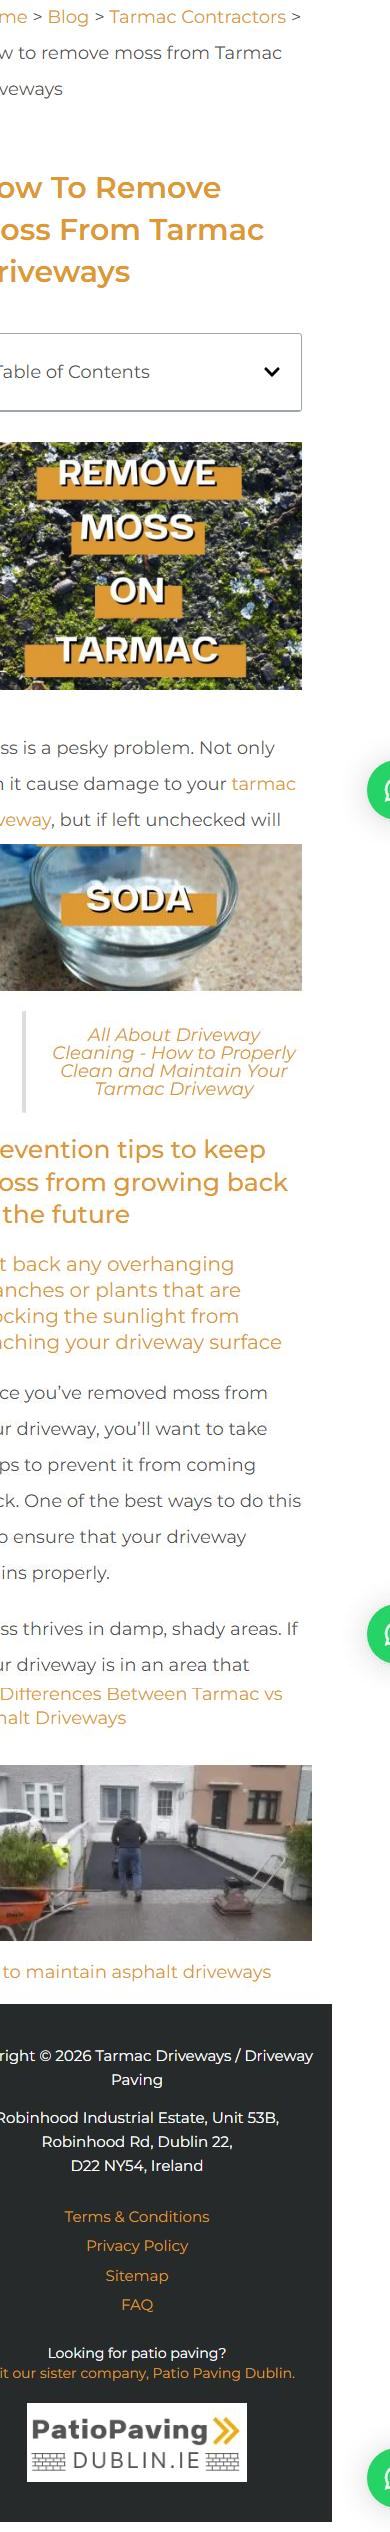 me > Blog > Tarmac Contractors >
w to remove moss from Tarmac
veways
ow To Remove
oss From Tarmac
riveways
Table of Contents
REMOVE
MOSS
ON
TARMAC
ss is a pesky problem. Not only
n it cause damage to your tarmac
veway, but if left unchecked will
SODA
All About Driveway
Cleaning - How to Properly
Clean and Maintain Your
Tarmac Driveway
evention tips to keep
oss from growing back
the future
t back any overhanging
anches or plants that are
ocking the sunlight from
aching your driveway surface
ce you've removed moss from
ur driveway, you'll want to take
ps to prevent it from coming
ck. One of the best ways to do this
o ensure that your driveway
ins properly.
ss thrives in damp, shady areas. If
ur driveway is in an area that
Differences Between Tarmac vs
halt Driveways
to maintain asphalt driveways
right © 2026 Tarmac Driveways / Driveway
Paving
Robinhood Industrial Estate, Unit 53B,
Robinhood Rd, Dublin 22,
D22 NY54, Ireland
Terms & Conditions
Privacy Policy
Sitemap
FAQ
Looking for patio paving?
it our sister company, Patio Paving Dublin.
PatioPaving
DUBLIN.IE